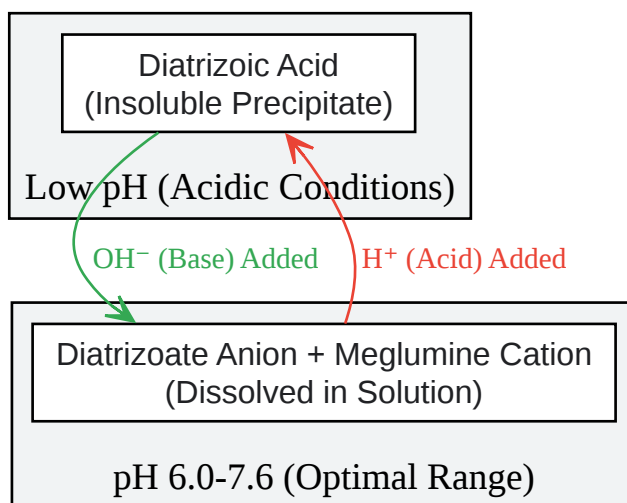 Diatrizoic Acid
(Insoluble Precipitate)
Low pH (Acidic Conditions)
OH⁻ (Base) Added
H⁺ (Acid) Added
Diatrizoate Anion + Meglumine Cation
(Dissolved in Solution)
pH 6.0-7.6 (Optimal Range)